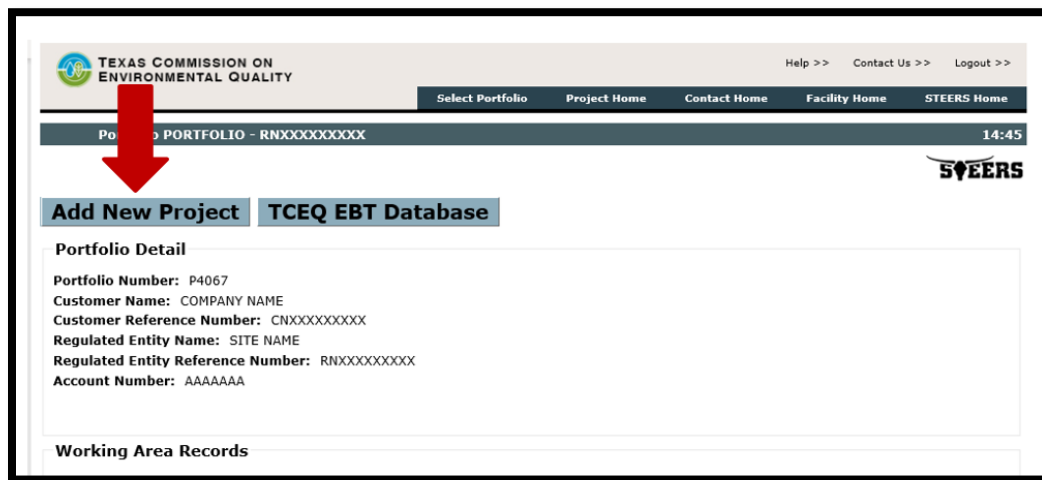 TEXAS COMMISSION ON
ENVIRONMENTAL QUALITY
Help >> Contact Us >> Logout >>
Select Portfolio Project Home Contact Home Facility Home STEERS Home
PORTFOLIO - RNXXXXXXXXX 14:45
STEERS
Add New Project TCEQ EBT Database
Portfolio Detail
Portfolio Number: P4067
Customer Name: COMPANY NAME
Customer Reference Number: CNXXXXXXXXX
Regulated Entity Name: SITE NAME
Regulated Entity Reference Number: RNXXXXXXXXX
Account Number: AAAAAAA
Working Area Records